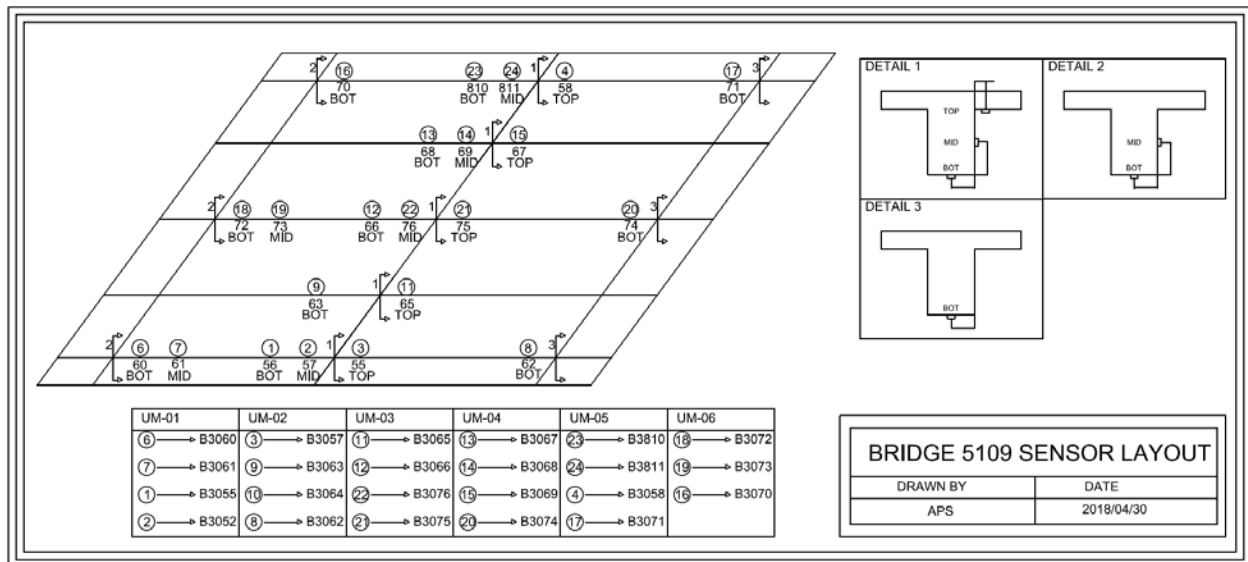 2 16 23 24 1 4 17 3
70 810 811 58 71
BOT BOT MID TOP BOT
13 14 1 15
68 69 67
BOT MID TOP
2 18 19 12 22 1 21 20 3
72 73 66 76 75 74
BOT MID BOT MID TOP BOT
9 1 11
63 65
BOT TOP
2 6 7 1 2 1 3 8 3
60 61 56 57 55 62
BOT MID BOT MID TOP BOT
DETAIL 1
TOP
MID
BOT
DETAIL 2
MID
BOT
DETAIL 3
BOT
UM-01 UM-02 UM-03 UM-04 UM-05 UM-06
6 B3060 3 B3057 11 B3065 13 B3067 23 B3810 18 B3072
7 B3061 9 B3063 12 B3066 14 B3068 24 B3811 19 B3073
1 B3055 10 B3064 22 B3076 15 B3069 4 B3058 16 B3070
2 B3052 8 B3062 21 B3075 20 B3074 17 B3071
BRIDGE 5109 SENSOR LAYOUT
DRAWN BY DATE
APS 2018/04/30